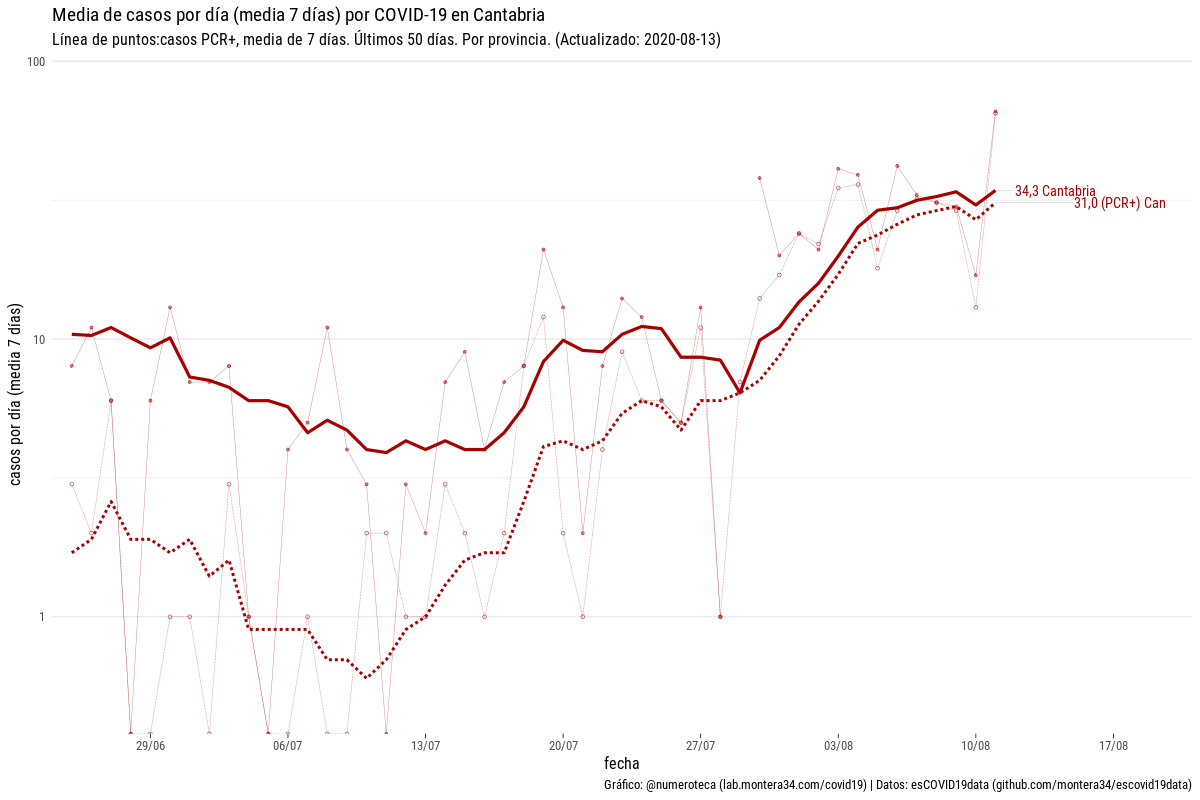 Media de casos por día (media 7 días) por COVID-19 en Cantabria
Línea de puntos:casos PCR+, media de 7 días. Últimos 50 días. Por provincia. (Actualizado: 2020-08-13)
100
10
1
casos por día (media 7 días)
34,3 Cantabria
31,0 (PCR+) Can
29/06
06/07
13/07
20/07
27/07
03/08
10/08
17/08
fecha
Gráfico: @numeroteca (lab.montera34.com/covid19) | Datos: esCOVID19data (github.com/montera34/escovid19data)